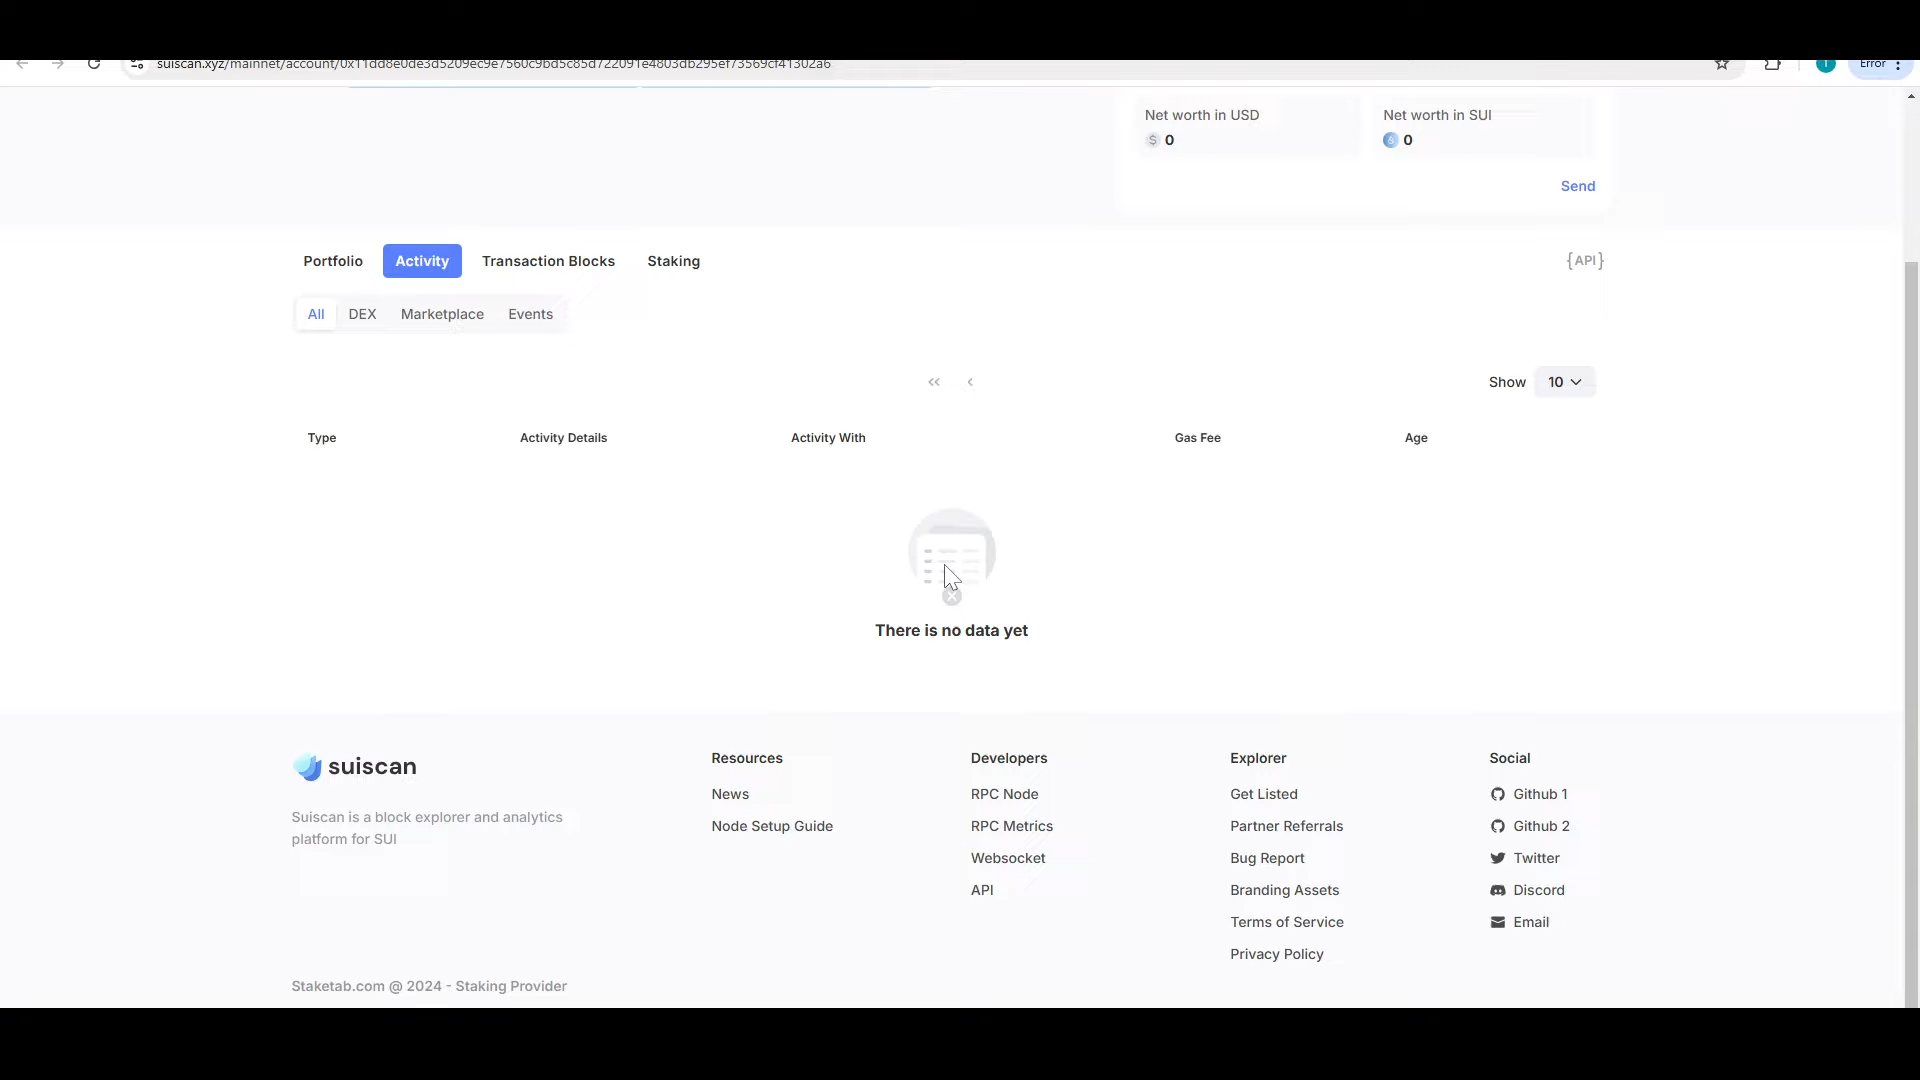 suiscan.xyz/mainnet/account/0x11dd8e0de3d5209ec9e7560c9bd5c85d722091e4803db295ef73569cf41302a6
Error
Net worth in USD
Net worth in SUI
$ 0
0
Send
Portfolio
Activity
Transaction Blocks
Staking
{API}
All
DEX
Marketplace
Events
Show
10
Type
Activity Details
Activity With
Gas Fee
Age
There is no data yet
suiscan
Suiscan is a block explorer and analytics
platform for SUI
Resources
News
Node Setup Guide
Developers
RPC Node
RPC Metrics
Websocket
API
Explorer
Get Listed
Partner Referrals
Bug Report
Branding Assets
Terms of Service
Privacy Policy
Social
Github 1
Github 2
Twitter
Discord
Email
Staketab.com @ 2024 - Staking Provider